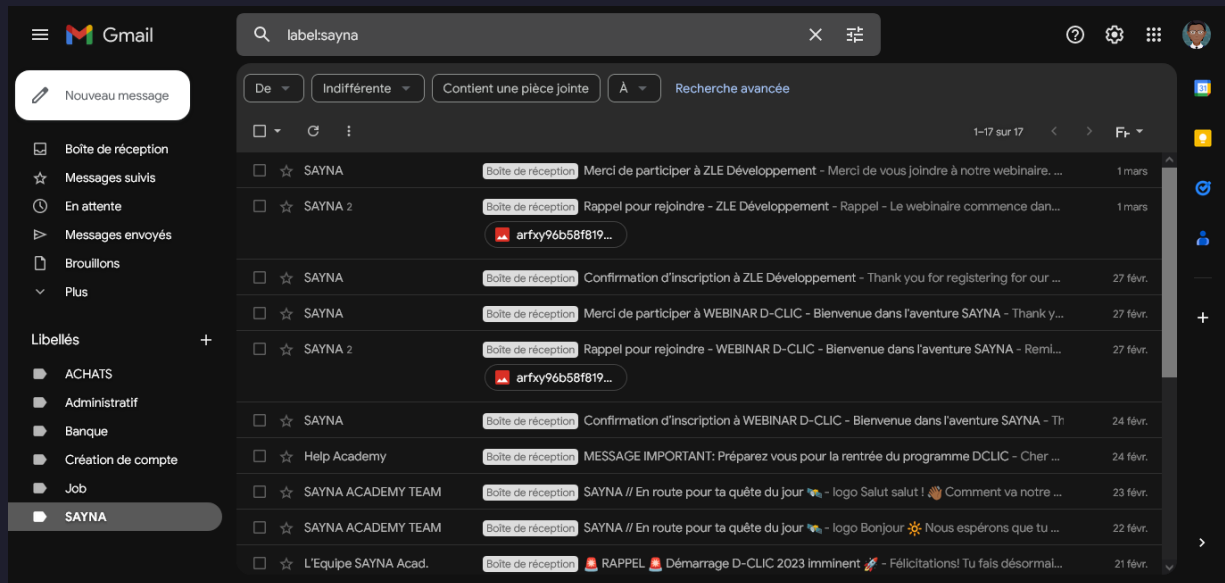 Gmail
label:sayna
Nouveau message
De
Indifférente
Contient une pièce jointe
À
Recherche avancée
1–17 sur 17
Boîte de réception
Messages suivis
En attente
Messages envoyés
Brouillons
Plus
Libellés
ACHATS
Administratif
Banque
Création de compte
Job
SAYNA
SAYNA Boîte de réception Merci de participer à ZLE Développement - Merci de vous joindre à notre webinaire. ... 1 mars
SAYNA 2 Boîte de réception Rappel pour rejoindre - ZLE Développement - Rappel - Le webinaire commence dan... 1 mars
arfxy96b58f819...
SAYNA Boîte de réception Confirmation d'inscription à ZLE Développement - Thank you for registering for our ... 27 févr.
SAYNA Boîte de réception Merci de participer à WEBINAR D-CLIC - Bienvenue dans l'aventure SAYNA - Thank y... 27 févr.
SAYNA 2 Boîte de réception Rappel pour rejoindre - WEBINAR D-CLIC - Bienvenue dans l'aventure SAYNA - Remi... 27 févr.
arfxy96b58f819...
SAYNA Boîte de réception Confirmation d'inscription à WEBINAR D-CLIC - Bienvenue dans l'aventure SAYNA - Th 24 févr.
Help Academy Boîte de réception MESSAGE IMPORTANT: Préparez vous pour la rentrée du programme DCLIC - Cher ... 24 févr.
SAYNA ACADEMY TEAM Boîte de réception SAYNA // En route pour ta quête du jour 🛰️ - logo Salut salut ! 👋🏾 Comment va notre ... 23 févr.
SAYNA ACADEMY TEAM Boîte de réception SAYNA // En route pour ta quête du jour 🛰️ - logo Bonjour 🔆 Nous espérons que tu ... 22 févr.
L'Equipe SAYNA Acad. Boîte de réception 🚨 RAPPEL 🚨 Démarrage D-CLIC 2023 imminent 🚀 - Félicitations! Tu fais désormai... 21 févr.
31